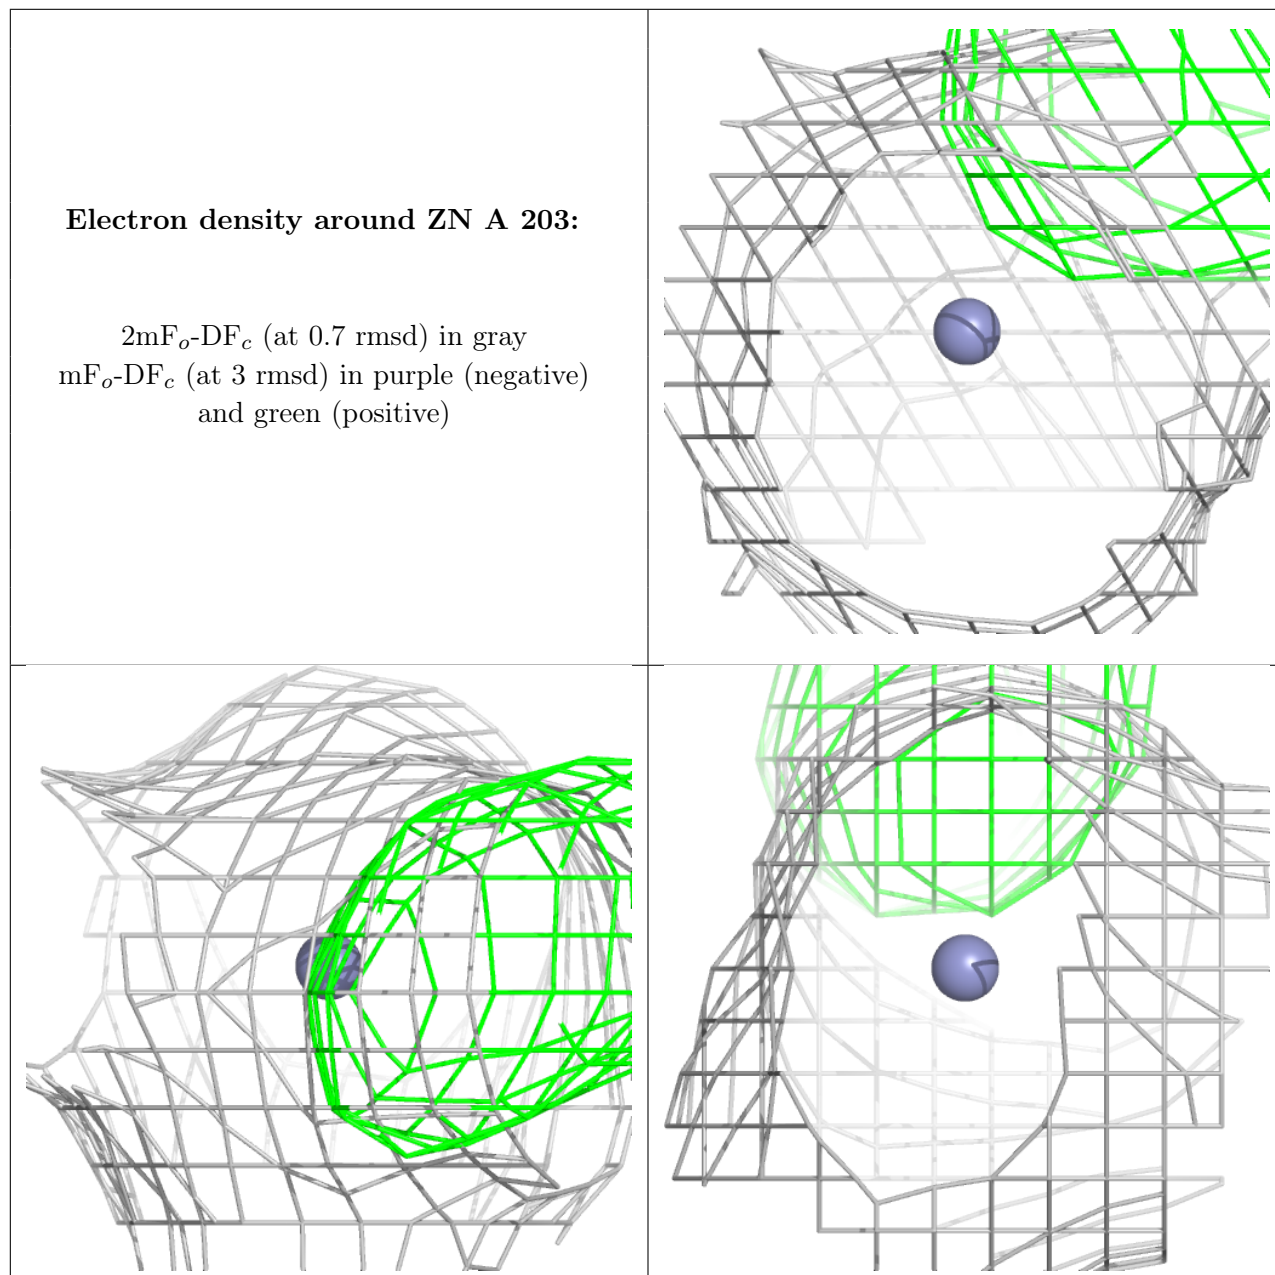 Electron density around ZN A 203:
2mFo-DFc (at 0.7 rmsd) in gray
mFo-DFc (at 3 rmsd) in purple (negative)
and green (positive)